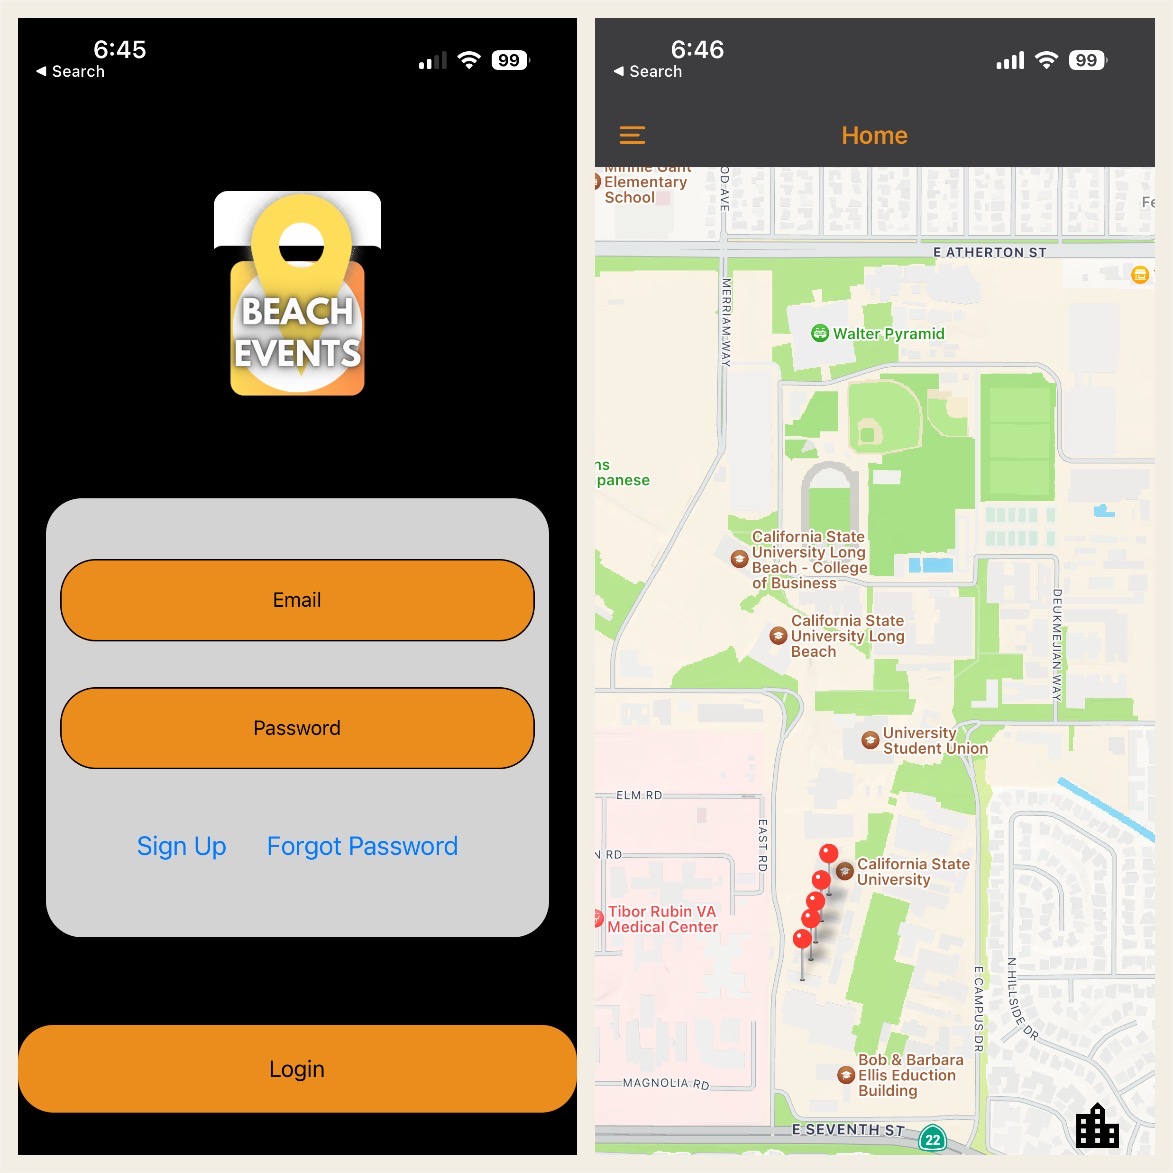 6:45
◀ Search
99
BEACH
EVENTS
Email
Password
Sign Up Forgot Password
Login
6:46
◀ Search
99
Home
Minnie Gant
Elementary
School
OD AVE
Fe
E ATHERTON ST
MERRIAM WAY
Walter Pyramid
ns
panese
California State
University Long
Beach - College
of Business
California State
University Long
Beach
DEUKMEJIAN WAY
University
Student Union
ELM RD
EAST RD
N RD
California State
University
Tibor Rubin VA
Medical Center
E CAMPUS DR
N HILLSIDE DR
Bob & Barbara
Ellis Eduction
Building
MAGNOLIA RD
E SEVENTH ST
22